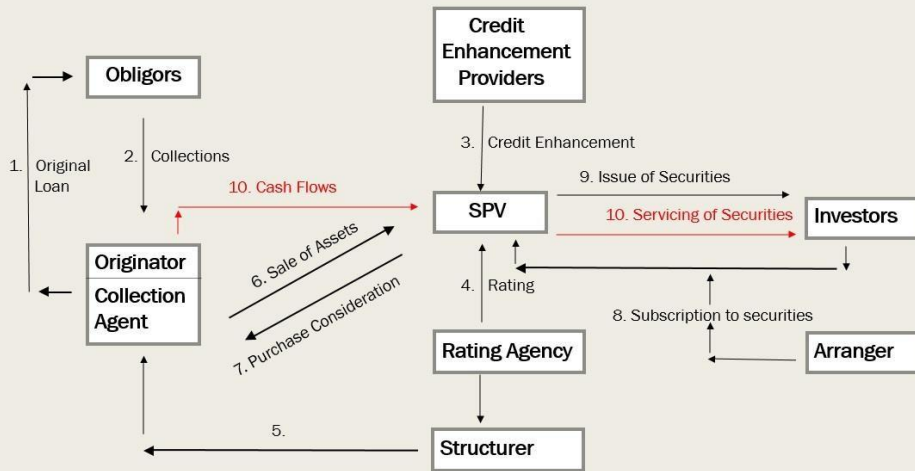 Credit
Enhancement
Providers
Obligors
1. Original
Loan
2. Collections
3. Credit Enhancement
10. Cash Flows
9. Issue of Securities
SPV
10. Servicing of Securities
Investors
Originator
Collection
Agent
6. Sale of Assets
7. Purchase Consideration
4. Rating
8. Subscription to securities
Rating Agency
Arranger
5.
Structurer